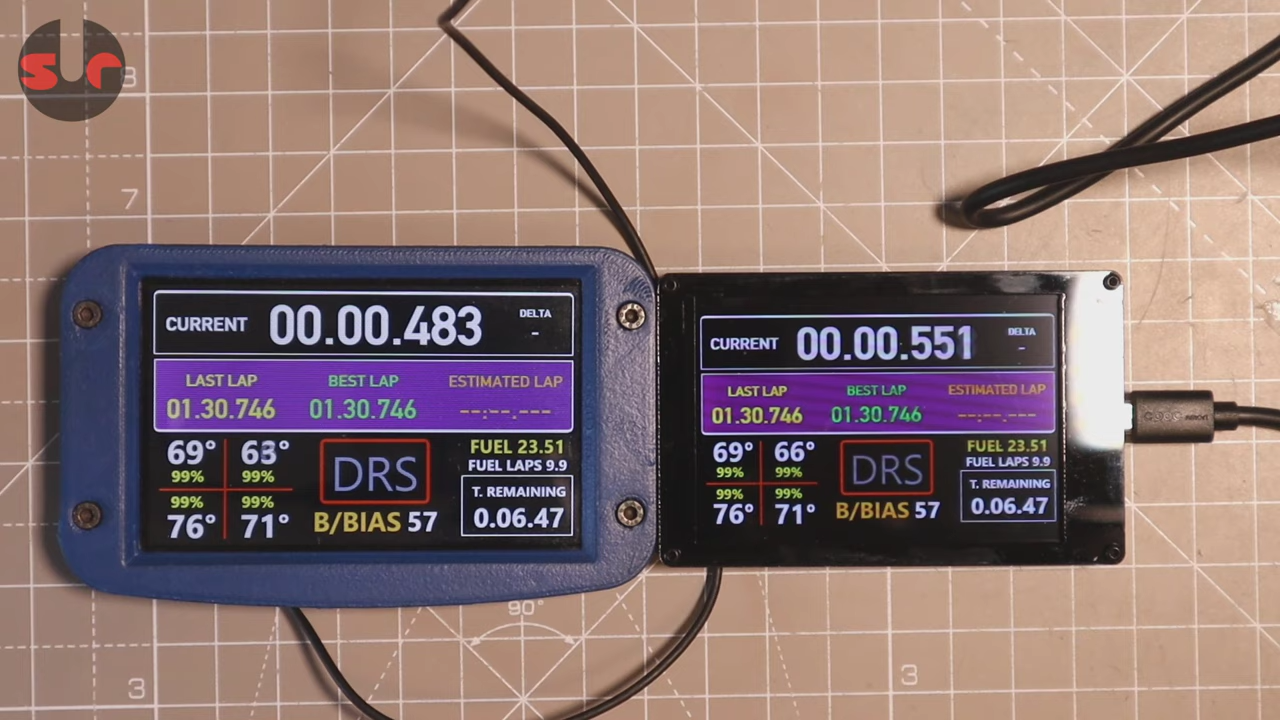 sur
8
7
CURRENT 00.00.483 DELTA
-
LAST LAP BEST LAP ESTIMATED LAP
01.30.746 01.30.746 --:--.---
69° 99% 99% 76°
99% 99% 71°
DRS
B/BIAS 57
FUEL 23.51
FUEL LAPS 9.9
T. REMAINING
0.06.47
CURRENT 00.00.551 DELTA
-
LAST LAP BEST LAP ESTIMATED LAP
01.30.746 01.30.746 --:--.---
69° 66°
99% 99%
99% 99%
76° 71°
DRS
B/BIAS 57
FUEL 23.51
FUEL LAPS 9.9
T. REMAINING
0.06.47
90°
3
3